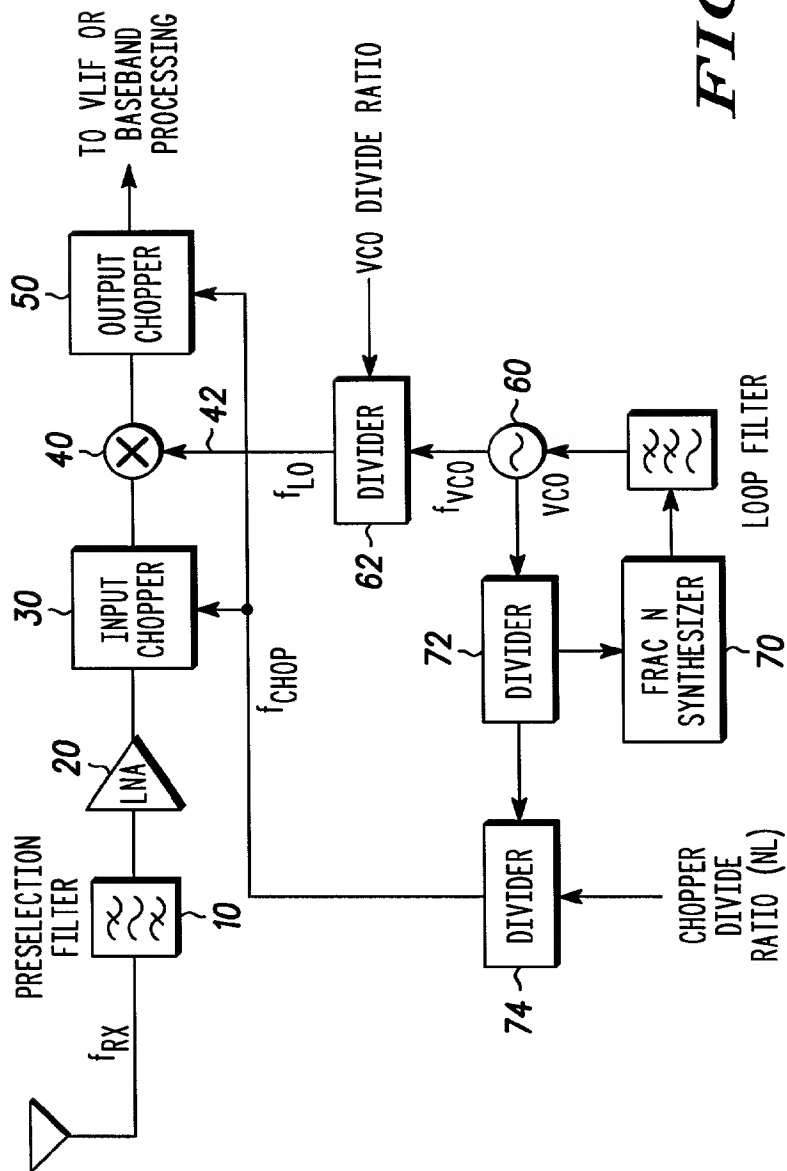 f_RX
PRESELECTION
FILTER
10
20
LNA
30
INPUT
CHOPPER
40
42
50
OUTPUT
CHOPPER
TO VLIF OR
BASEBAND
PROCESSING
f_CHOP
f_LO
62
DIVIDER
VCO DIVIDE RATIO
f_VCO
60
VCO
72
DIVIDER
74
DIVIDER
CHOPPER
DIVIDE
RATIO (NL)
FRAC N
SYNTHESIZER
70
LOOP FILTER